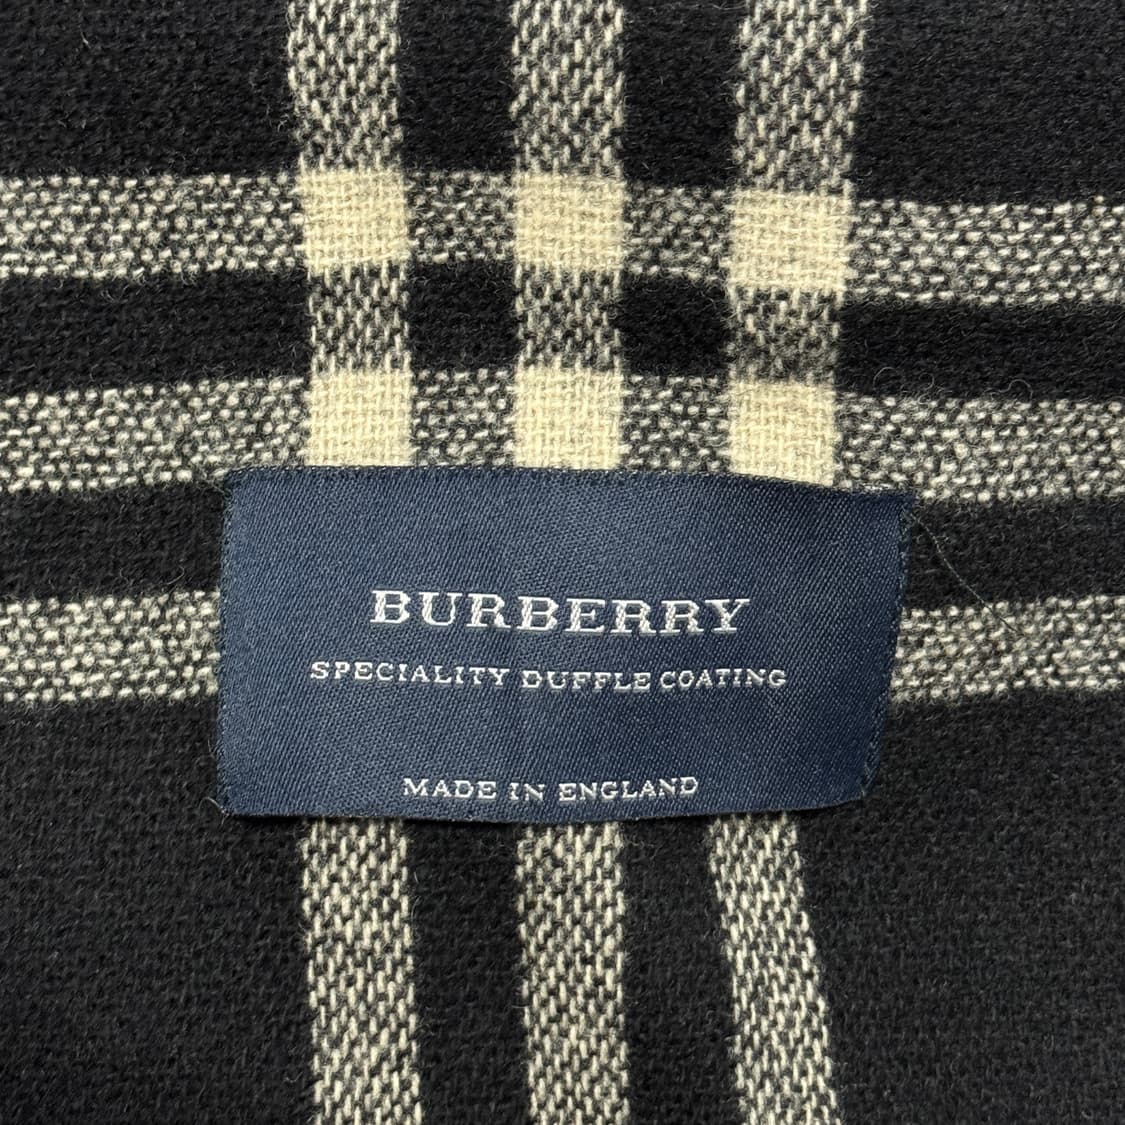 BURBERRY
SPECIALITY DUFFLE COATING
MADE IN ENGLAND